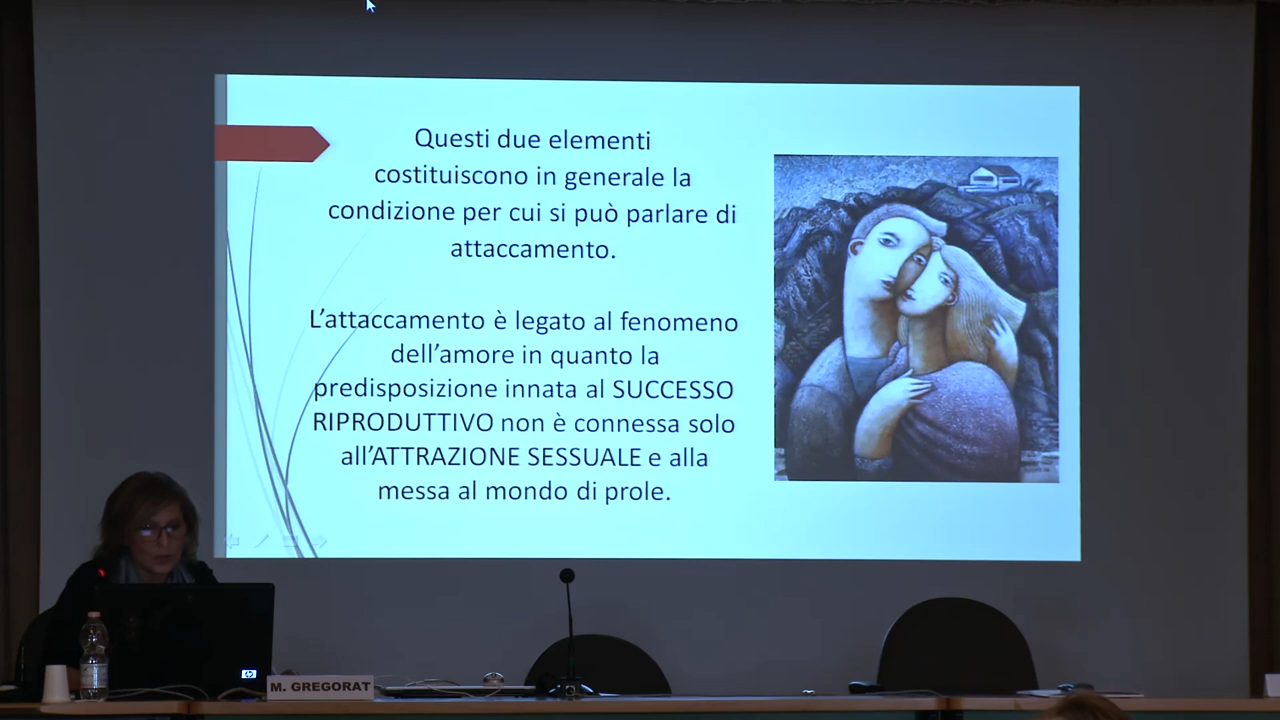 Questi due elementi
costituiscono in generale la
condizione per cui si può parlare di
attaccamento.
L'attaccamento è legato al fenomeno
dell'amore in quanto la
predisposizione innata al SUCCESSO
RIPRODUTTIVO non è connessa solo
all'ATTRAZIONE SESSUALE e alla
messa al mondo di prole.
hp
M. GREGORAT